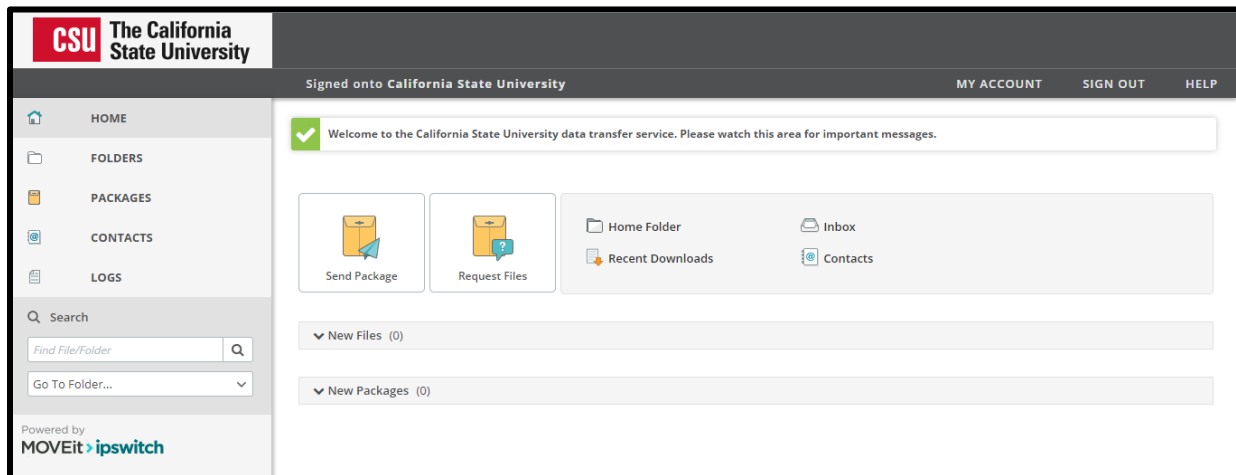 CSU The California
State University
Signed onto California State University
MY ACCOUNT SIGN OUT HELP
HOME
FOLDERS
PACKAGES
CONTACTS
LOGS
Search
Find File/Folder
Go To Folder...
Powered by
MOVEit ipswitch
Welcome to the California State University data transfer service. Please watch this area for important messages.
Send Package
Request Files
Home Folder
Inbox
Recent Downloads
Contacts
New Files (0)
New Packages (0)